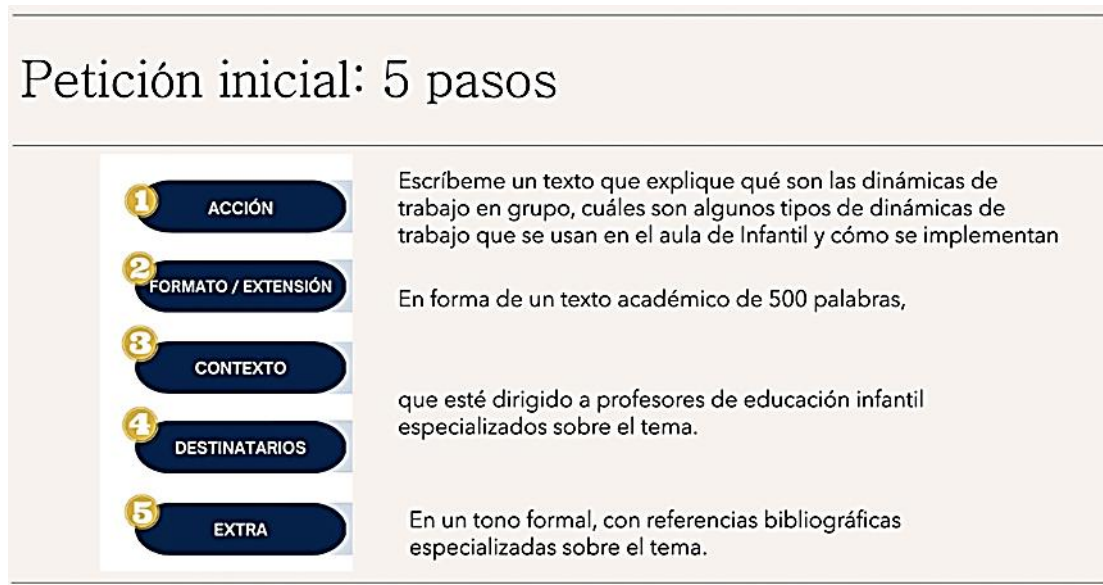 Petición inicial: 5 pasos
1
ACCIÓN
Escríbeme un texto que explique qué son las dinámicas de
trabajo en grupo, cuáles son algunos tipos de dinámicas de
trabajo que se usan en el aula de Infantil y cómo se implementan
2
FORMATO / EXTENSIÓN
En forma de un texto académico de 500 palabras,
3
CONTEXTO
que esté dirigido a profesores de educación infantil
especializados sobre el tema.
4
DESTINATARIOS
5
EXTRA
En un tono formal, con referencias bibliográficas
especializadas sobre el tema.